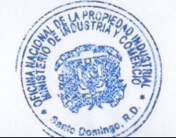 OFICINA NACIONAL DE LA PROPIEDAD INDUSTRIAL
MINISTERIO DE INDUSTRIA Y COMERCIO
Santo Domingo, R.D.